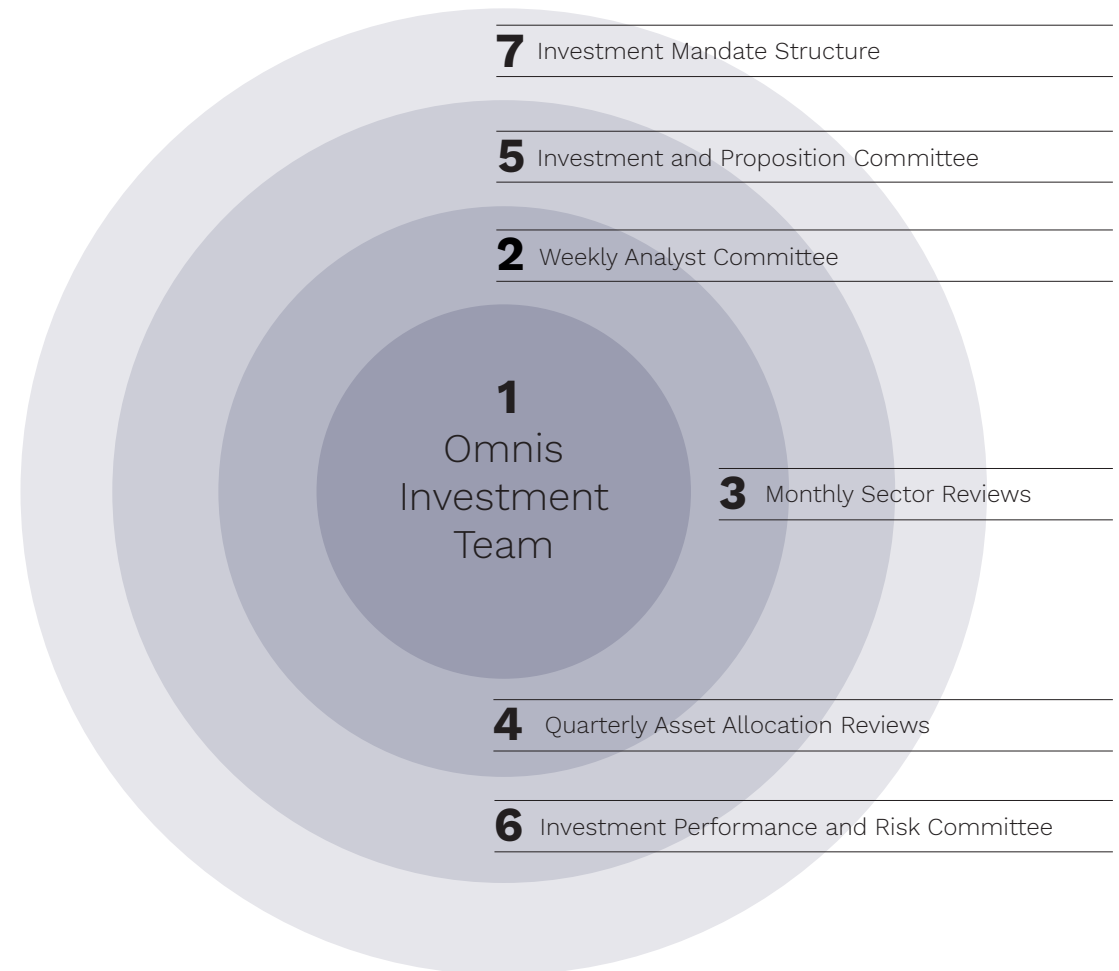 7 Investment Mandate Structure
5 Investment and Proposition Committee
2 Weekly Analyst Committee
1
Omnis
Investment
Team
3 Monthly Sector Reviews
4 Quarterly Asset Allocation Reviews
6 Investment Performance and Risk Committee